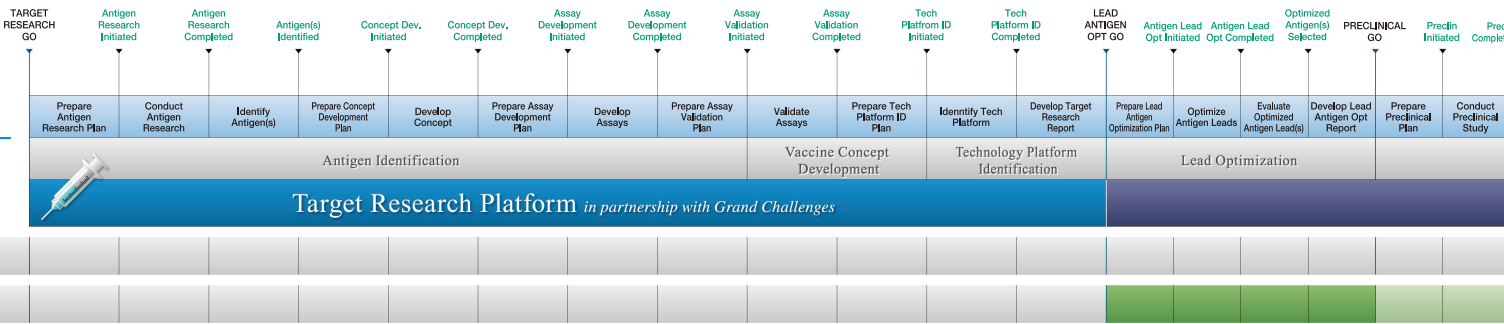 TARGET
RESEARCH
GO
Antigen
Research
Initiated
Antigen
Research
Completed
Antigen(s)
Identified
Concept Dev.
Initiated
Concept Dev.
Completed
Assay
Development
Initiated
Assay
Development
Completed
Assay
Validation
Initiated
Assay
Validation
Completed
Tech
Platfrom ID
Initiated
Tech
Platform ID
Completed
LEAD
ANTIGEN
OPT GO
Antigen Lead
Opt Initiated
Antigen Lead
Opt Completed
Optimized
Antigen(s)
Selected
PRECLINICAL
GO
Preclin
Initiated
Prec
Complet
Prepare
Antigen
Research Plan
Conduct
Antigen
Research
Identify
Antigen(s)
Prepare Concept
Development
Plan
Develop
Concept
Prepare Assay
Development
Plan
Develop
Assays
Prepare Assay
Validation
Plan
Validate
Assays
Prepare Tech
Platform ID
Plan
Idenntify Tech
Platform
Develop Target
Research
Report
Prepare Lead
Antigen
Optimization Plan
Optimize
Antigen Leads
Evaluate
Optimized
Antigen Lead(s)
Develop Lead
Antigen Opt
Report
Prepare
Preclinical
Plan
Conduct
Preclinical
Study
Antigen Identification
Vaccine Concept
Development
Technology Platform
Identification
Lead Optimization
Target Research Platform in partnership with Grand Challenges